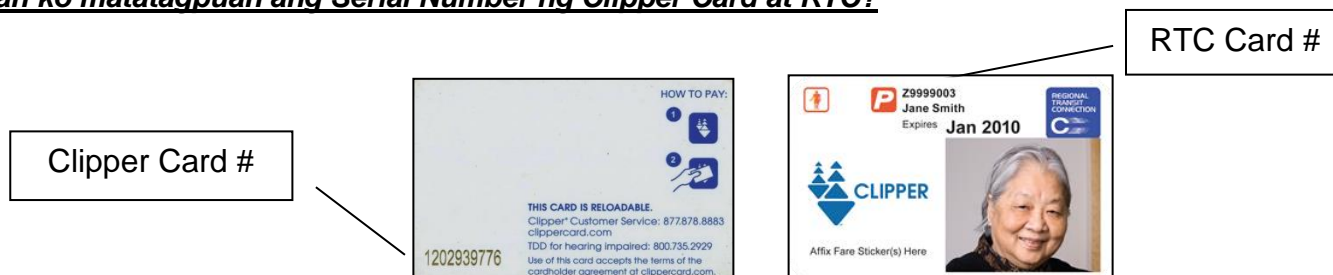 ko matatagpuan ang Serial Number ng Clipper Card at RTC?
RTC Card #
Clipper Card #
HOW TO PAY:
1
2
THIS CARD IS RELOADABLE.
Clipper® Customer Service: 877.878.8883
clippercard.com
TDD for hearing impaired: 800.735.2929
Use of this card accepts the terms of the
cardholder agreement at clippercard.com.
1202939776
P
Z9999003
Jane Smith
Expires Jan 2010
REGIONAL
TRANSIT
CONNECTION
C
CLIPPER
Affix Fare Sticker(s) Here